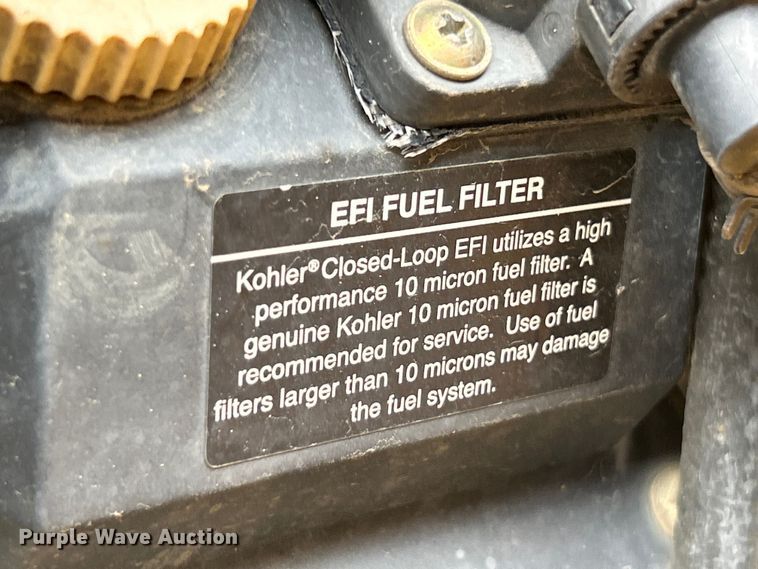 EFI FUEL FILTER
Kohler® Closed-Loop EFI utilizes a high
performance 10 micron fuel filter. A
genuine Kohler 10 micron fuel filter is
recommended for service. Use of fuel
filters larger than 10 microns may damage
the fuel system.
Purple Wave Auction